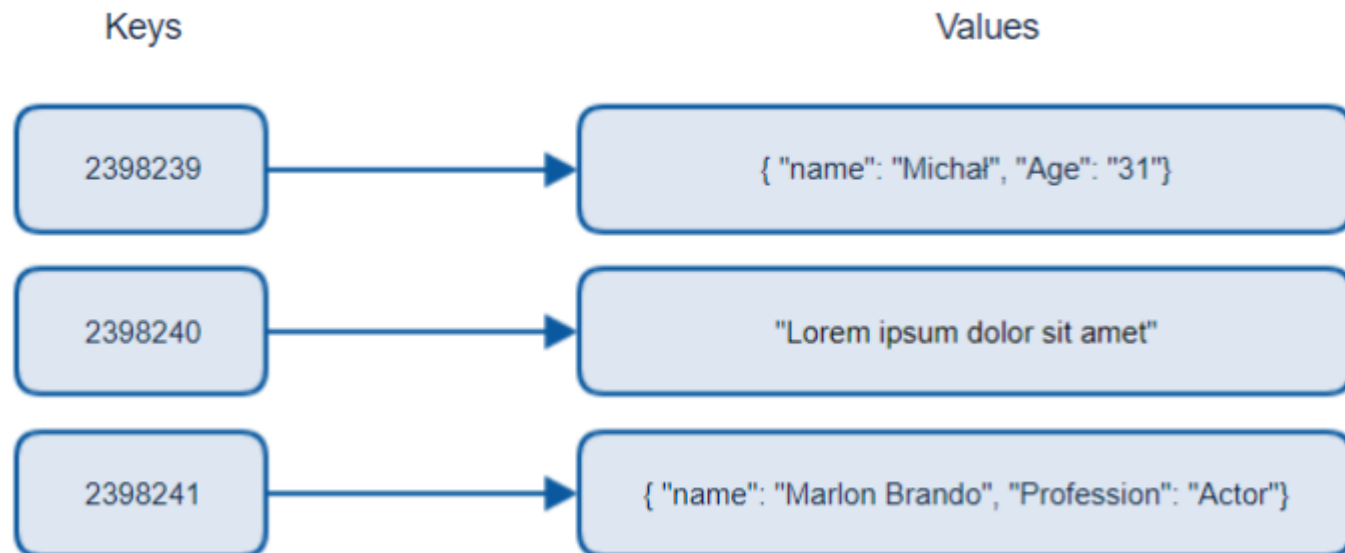 Keys Values
2398239 { "name": "Michał", "Age": "31"}
2398240 "Lorem ipsum dolor sit amet"
2398241 { "name": "Marlon Brando", "Profession": "Actor"}